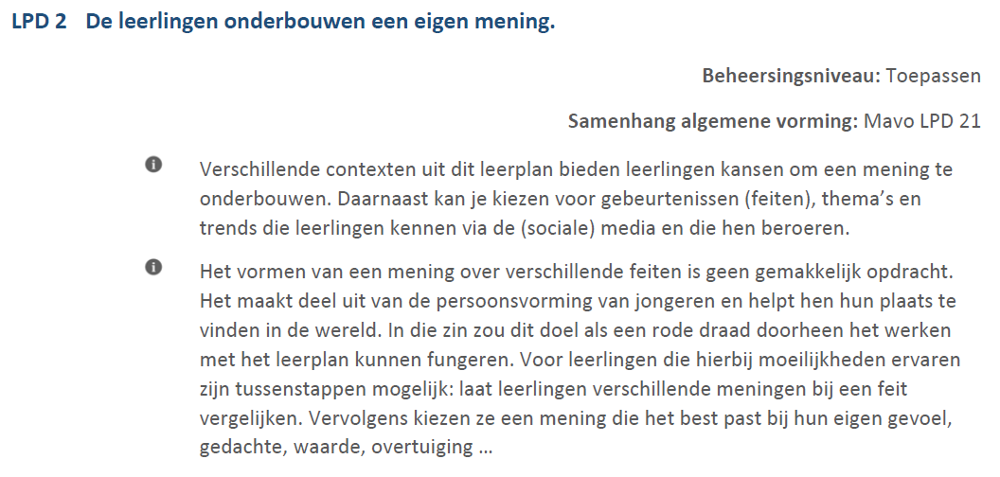 LPD 2 De leerlingen onderbouwen een eigen mening.
Beheersingsniveau: Toepassen
Samenhang algemene vorming: Mavo LPD 21
Verschillende contexten uit dit leerplan bieden leerlingen kansen om een mening te
onderbouwen. Daarnaast kan je kiezen voor gebeurtenissen (feiten), thema’s en
trends die leerlingen kennen via de (sociale) media en die hen beroeren.
Het vormen van een mening over verschillende feiten is geen gemakkelijk opdracht.
Het maakt deel uit van de persoonsvorming van jongeren en helpt hen hun plaats te
vinden in de wereld. In die zin zou dit doel als een rode draad doorheen het werken
met het leerplan kunnen fungeren. Voor leerlingen die hierbij moeilijkheden ervaren
zijn tussenstappen mogelijk: laat leerlingen verschillende meningen bij een feit
vergelijken. Vervolgens kiezen ze een mening die het best past bij hun eigen gevoel,
gedachte, waarde, overtuiging …